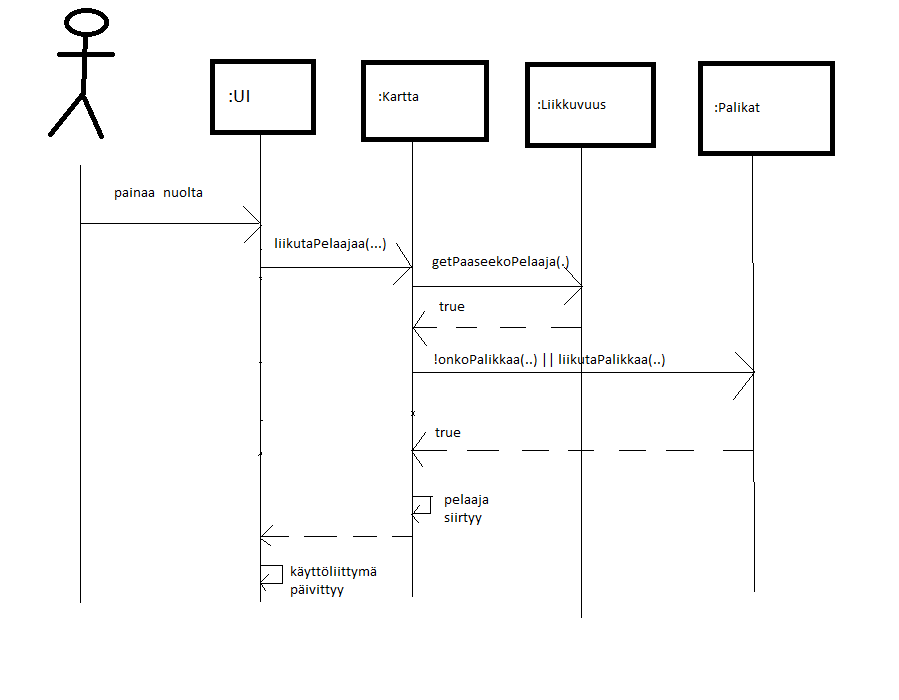 :UI
:Kartta
:Liikkuvuus
:Palikat
painaa nuolta
liikutaPelaajaa(...)
getPaaseekoPelaaja(.)
true
!onkoPalikkaa(..) || liikutaPalikkaa(..)
true
pelaaja
siirtyy
käyttöliittymä
päivittyy